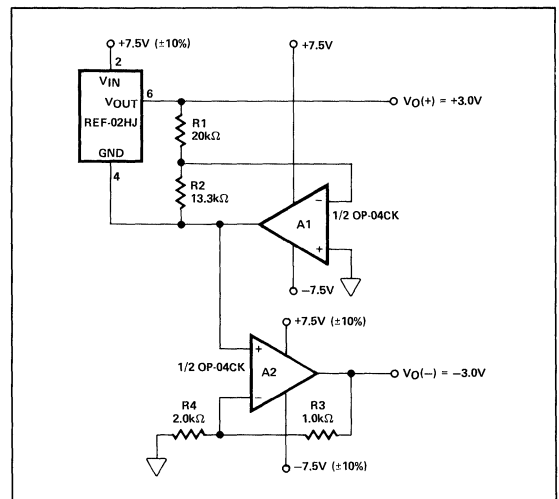 +7.5V (±10%)
2
VIN
VOUT
6
REF-02HJ
GND
4
+7.5V
VO(+) = +3.0V
R1
20kΩ
R2
13.3kΩ
−
A1
+
1/2 OP-04CK
−7.5V
+7.5V (±10%)
1/2 OP-04CK
+
A2
−
VO(−) = −3.0V
R4
2.0kΩ
R3
1.0kΩ
−7.5V (±10%)